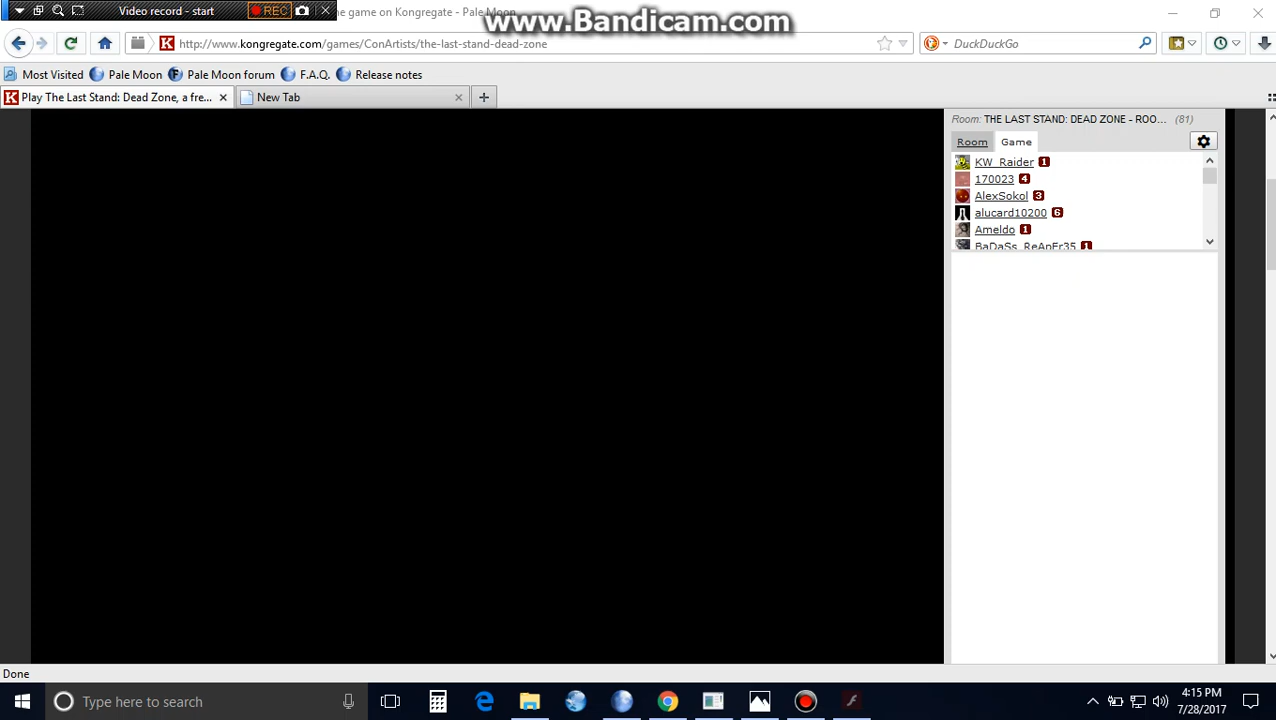 Video record - start
REC
ne game on Kongregate - Pale Moon
www.Bandicam.com
http://www.kongregate.com/games/ConArtists/the-last-stand-dead-zone
DuckDuckGo
Most Visited
Pale Moon
Pale Moon forum
F.A.Q.
Release notes
K Play The Last Stand: Dead Zone, a fre...
New Tab
Room: THE LAST STAND: DEAD ZONE - ROO... (81)
Room
Game
KW_Raider 1
170023 4
AlexSokol 3
alucard10200 6
Ameldo 1
BaDaSs_ReApEr35 1
Done
Type here to search
4:15 PM
7/28/2017